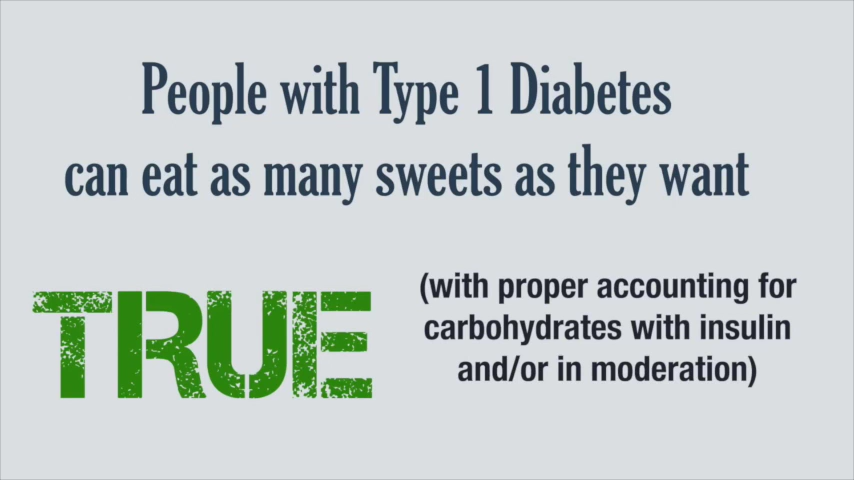 People with Type 1 Diabetes
can eat as many sweets as they want
TRUE
(with proper accounting for
carbohydrates with insulin
and/or in moderation)